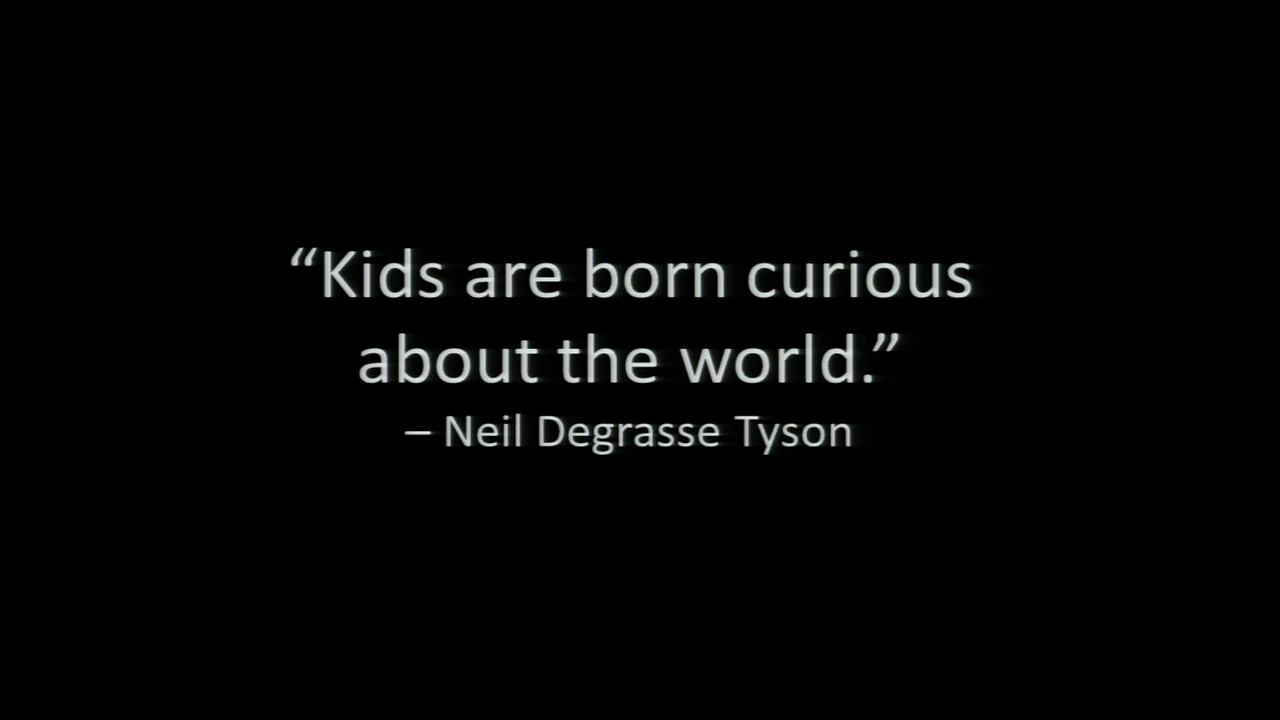 “Kids are born curious
about the world.”
– Neil Degrasse Tyson